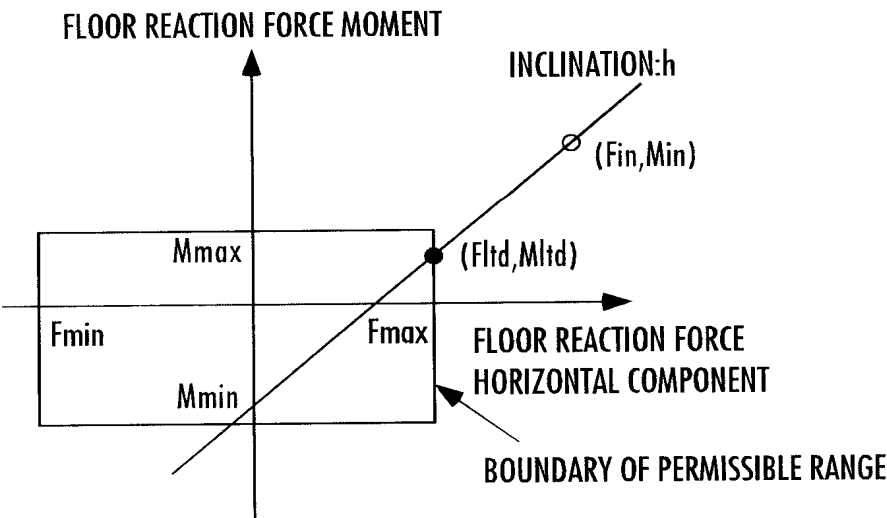 FLOOR REACTION FORCE MOMENT
INCLINATION:h
(Fin,Min)
Mmax
(Fltd,Mltd)
Fmin
Fmax
FLOOR REACTION FORCE
HORIZONTAL COMPONENT
Mmin
BOUNDARY OF PERMISSIBLE RANGE